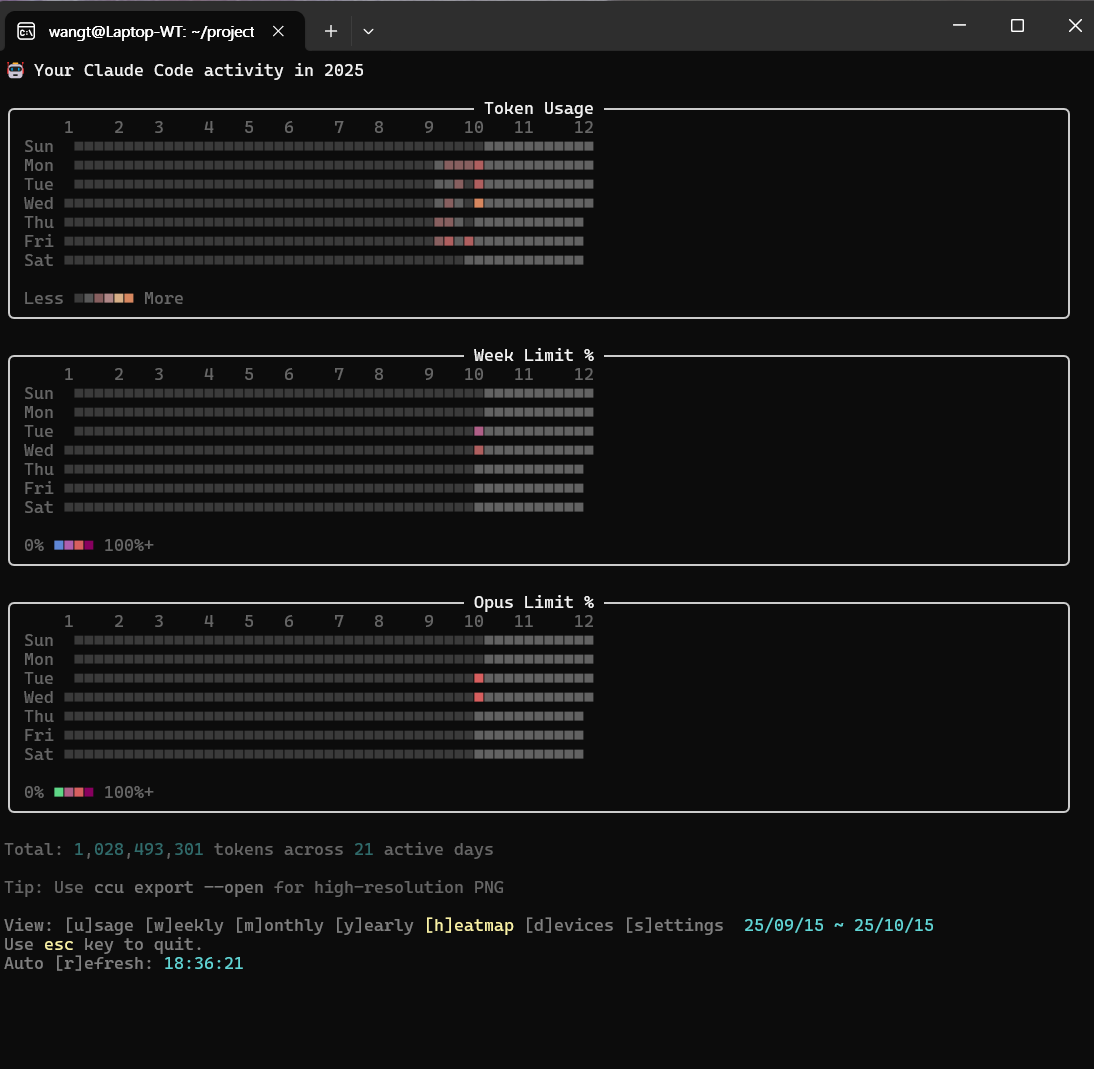 wangt@Laptop-WT: ~/project
Your Claude Code activity in 2025
Token Usage
1 2 3 4 5 6 7 8 9 10 11 12
Sun
Mon
Tue
Wed
Thu
Fri
Sat
Less More
Week Limit %
1 2 3 4 5 6 7 8 9 10 11 12
Sun
Mon
Tue
Wed
Thu
Fri
Sat
0% 100%+
Opus Limit %
1 2 3 4 5 6 7 8 9 10 11 12
Sun
Mon
Tue
Wed
Thu
Fri
Sat
0% 100%+
Total: 1,028,493,301 tokens across 21 active days
Tip: Use ccu export --open for high-resolution PNG
View: [u]sage [w]eekly [m]onthly [y]early [h]eatmap [d]evices [s]ettings 25/09/15 ~ 25/10/15
Use esc key to quit.
Auto [r]efresh: 18:36:21